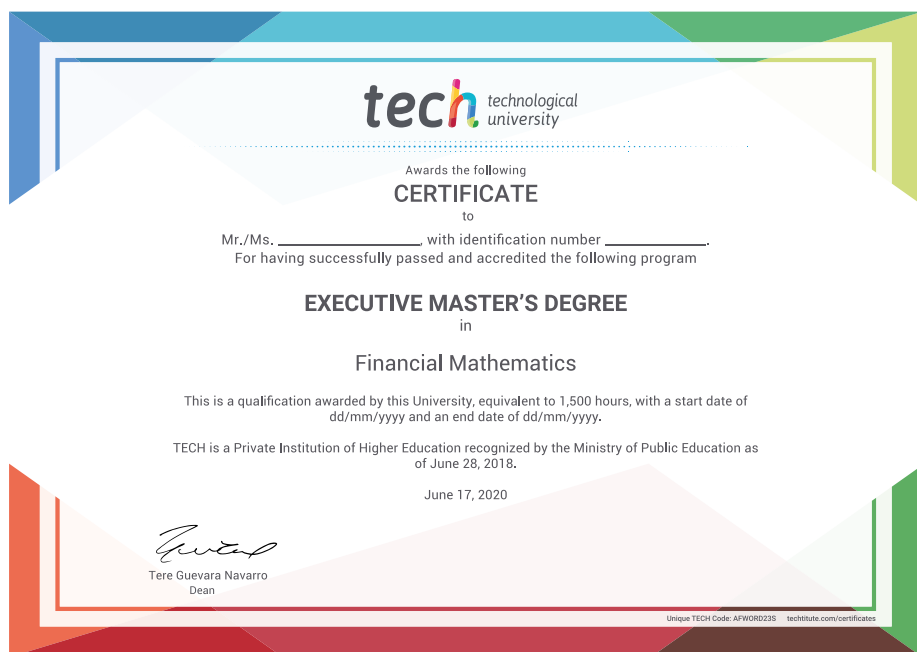 tech technological
university
Awards the following
CERTIFICATE
to
Mr./Ms. ____________________, with identification number ______________.
For having successfully passed and accredited the following program
EXECUTIVE MASTER'S DEGREE
in
Financial Mathematics
This is a qualification awarded by this University, equivalent to 1,500 hours, with a start date of
dd/mm/yyyy and an end date of dd/mm/yyyy.
TECH is a Private Institution of Higher Education recognized by the Ministry of Public Education as
of June 28, 2018.
June 17, 2020
Tere Guevara Navarro
Dean
Unique TECH Code: AFWORD23S techtitute.com/certificates